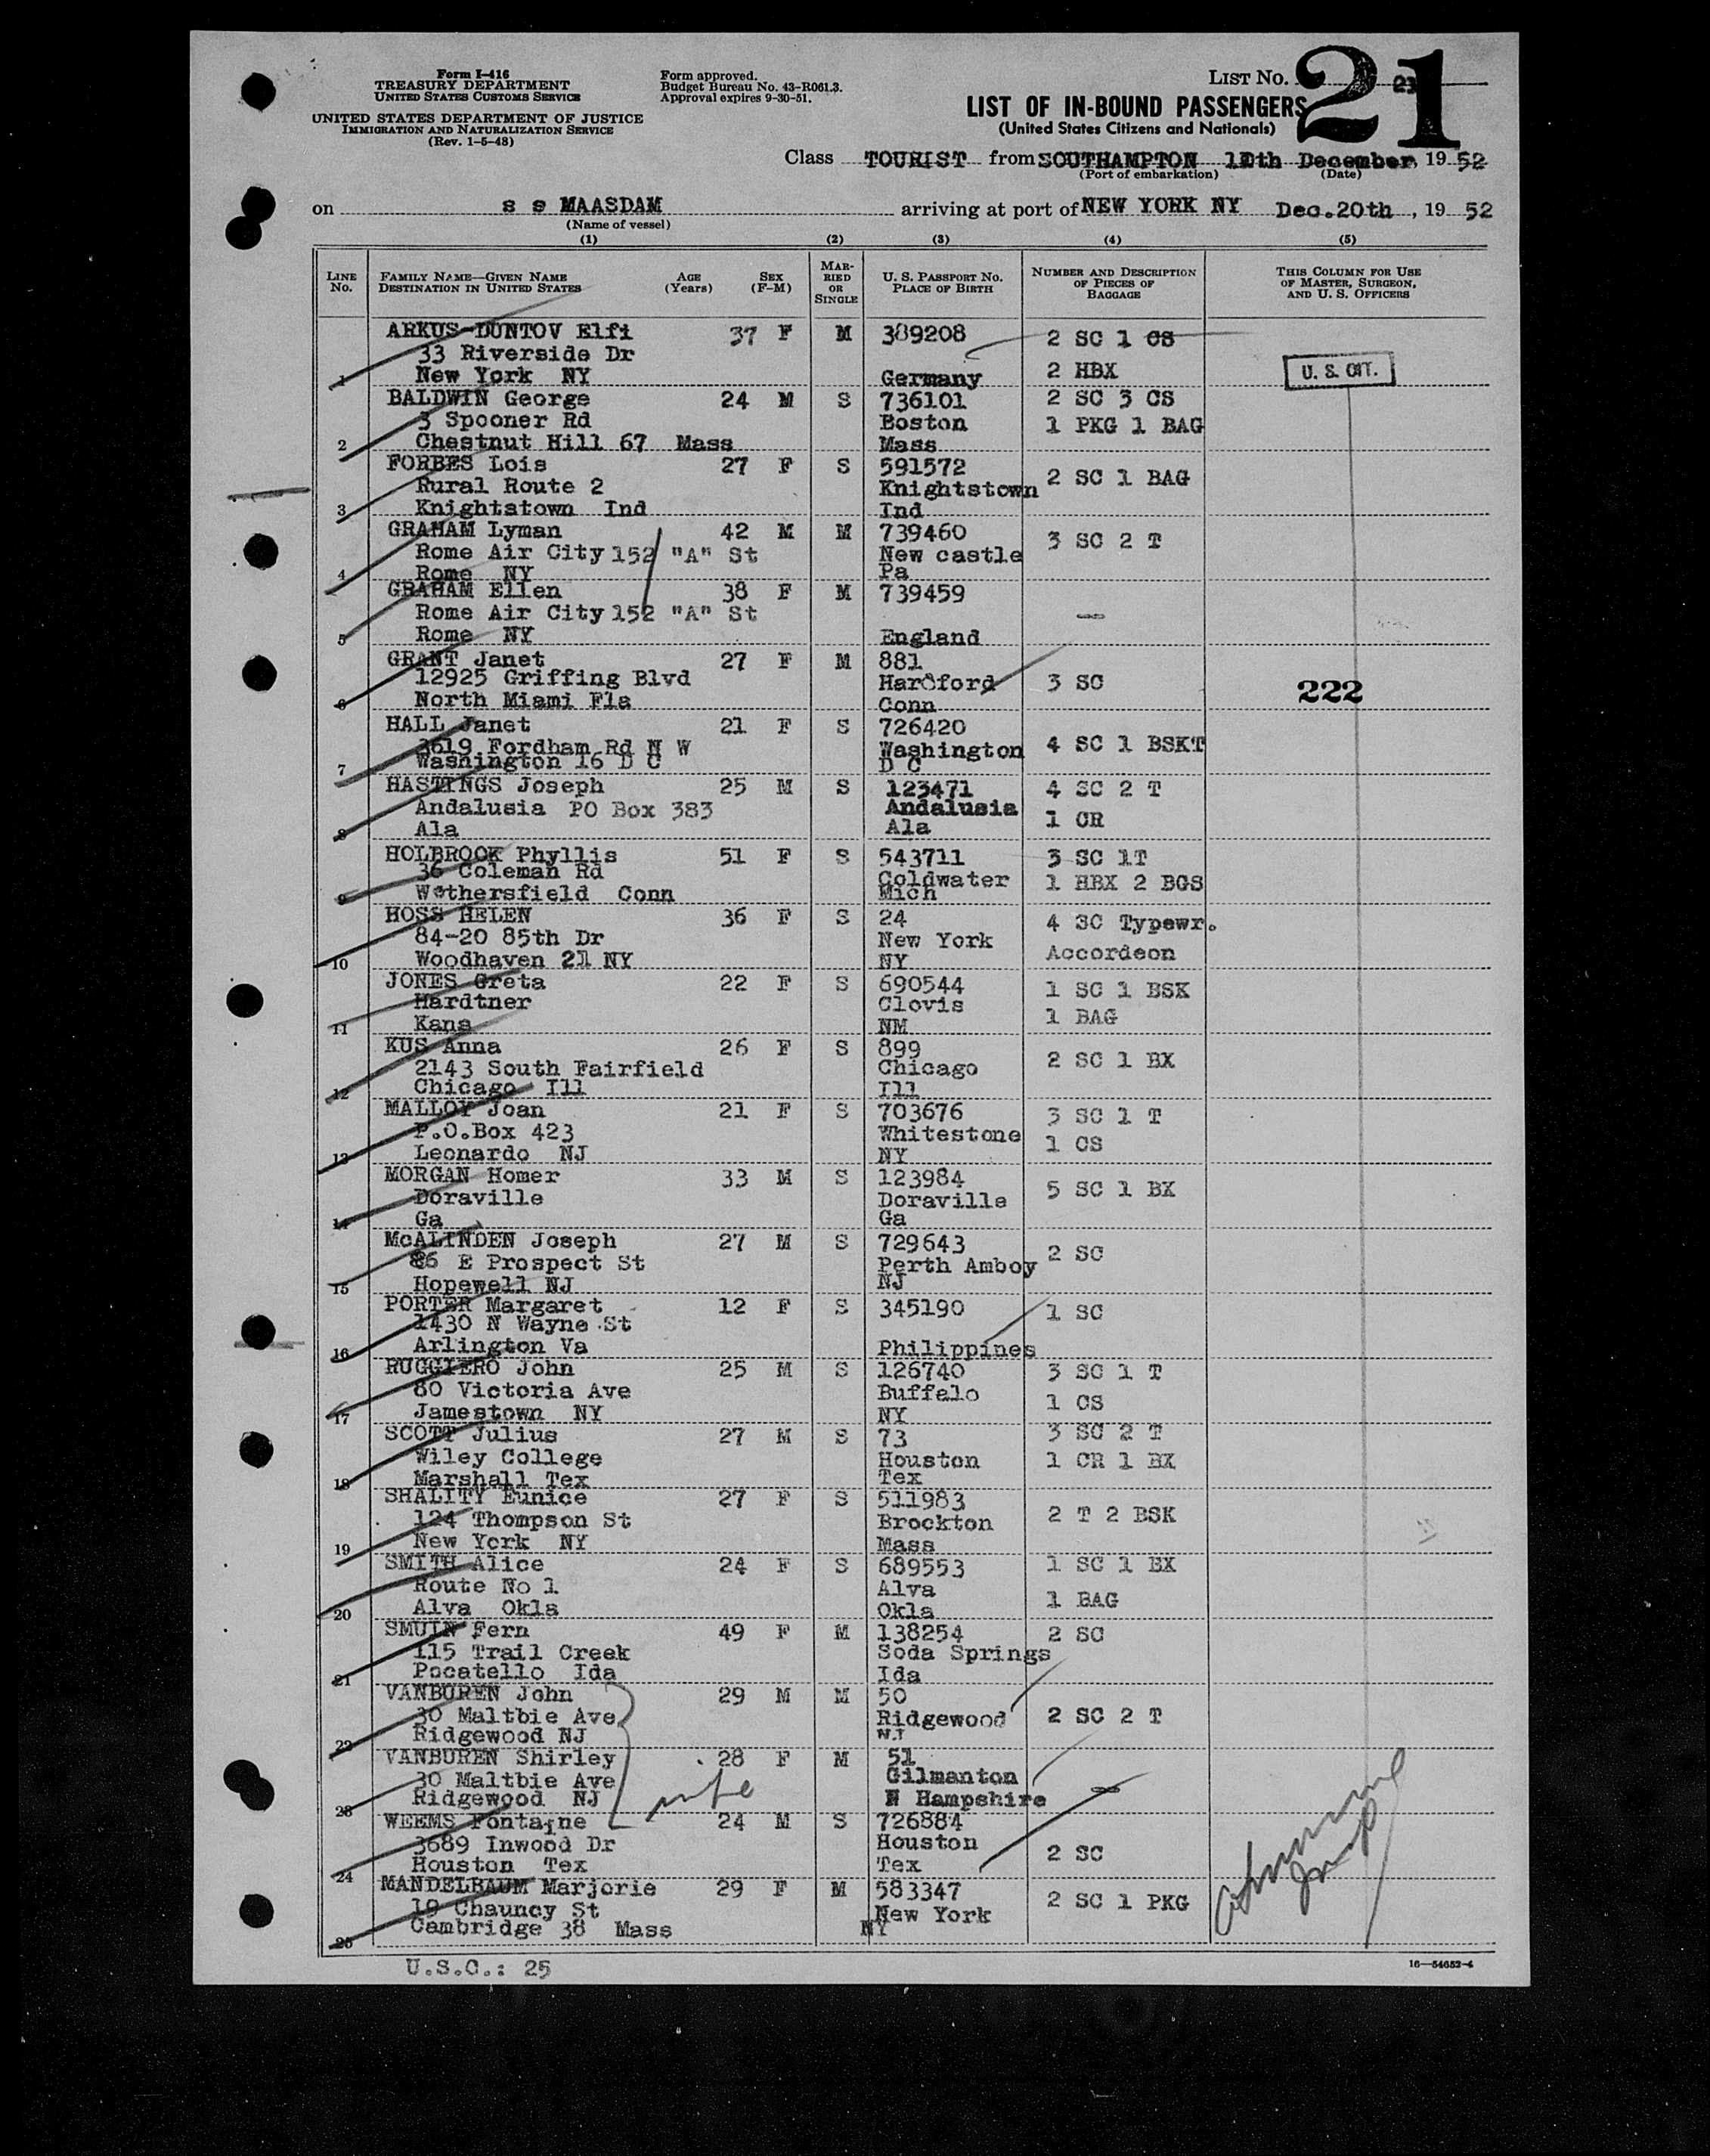 Form I-416
TREASURY DEPARTMENT
UNITED STATES CUSTOMS SERVICE
UNITED STATES DEPARTMENT OF JUSTICE
IMMIGRATION AND NATURALIZATION SERVICE
(Rev. 1-5-48)
Form approved.
Budget Bureau No. 43-R061.3.
Approval expires 9-30-51.
LIST NO. 21
LIST OF IN-BOUND PASSENGERS
(United States Citizens and Nationals)
Class TOURIST from SOUTHAMPTON December, 19 52
(Port of embarkation) (Date)
on s s MAASDAM arriving at port of NEW YORK NY Dec.20th, 19 52
(Name of vessel)
(1) (2) (3) (4) (5)
LINE NO. FAMILY NAME—GIVEN NAME DESTINATION IN UNITED STATES AGE (Years) SEX (F-M) MARRIED OR SINGLE U. S. PASSPORT NO. PLACE OF BIRTH NUMBER AND DESCRIPTION OF PIECES OF BAGGAGE THIS COLUMN FOR USE OF MASTER, SURGEON, AND U. S. OFFICERS
ARKUS-DUNTOV Elfi 37 F M 389208 2 SC 1 CS
33 Riverside Dr
1 New York NY Germany 2 HBX U. S. CIT.
BALDWIN George 24 M S 736101 2 SC 3 CS
3 Spooner Rd Boston 1 PKG 1 BAG
2 Chestnut Hill 67 Mass Mass
FORBES Lois 27 F S 591572 2 SC 1 BAG
Rural Route 2 Knightstown
3 Knightstown Ind Ind
GRAHAM Lyman 42 M M 739460 3 SC 2 T
Rome Air City 152 "A" St New castle
4 Rome NY Pa
GRAHAM Ellen 38 F M 739459 —
Rome Air City 152 "A" St
5 Rome NY England
GRANT Janet 27 F M 881
12925 Griffing Blvd Hartford 3 SC 222
6 North Miami Fla Conn
HALL Janet 21 F S 726420
3619 Fordham Rd N W Washington 4 SC 1 BSKT
7 Washington 16 D C D C
HASTINGS Joseph 25 M S 123471 4 SC 2 T
Andalusia PO Box 383 Andalusia 1 CR
8 Ala Ala
HOLBROOK Phyllis 51 F S 543711 3 SC 1T
36 Coleman Rd Coldwater 1 HBX 2 BGS
9 Wethersfield Conn Mich
HOSS HELEN 36 F S 24 4 SC Typewr.
84-20 85th Dr New York Accordeon
10 Woodhaven 21 NY NY
JONES Greta 22 F S 690544 1 SC 1 BSK
Hardtner Clovis 1 BAG
11 Kans NM
KUS Anna 26 F S 899 2 SC 1 BX
2143 South Fairfield Chicago
12 Chicago Ill Ill
MALLOY Joan 21 F S 703676 3 SC 1 T
P.O.Box 423 Whitestone 1 CS
13 Leonardo NJ NY
MORGAN Homer 33 M S 123984 5 SC 1 BX
Doraville Doraville
14 Ga Ga
McALINDEN Joseph 27 M S 729643 2 SC
86 E Prospect St Perth Amboy
15 Hopewell NJ NJ
PORTER Margaret 12 F S 345190 1 SC
1430 N Wayne St
16 Arlington Va Philippines
RUGGIERO John 25 M S 126740 3 SC 1 T
80 Victoria Ave Buffalo 1 CS
17 Jamestown NY NY
SCOTT Julius 27 M S 73 3 SC 2 T
Wiley College Houston 1 CR 1 BX
18 Marshall Tex Tex
SHALITY Eunice 27 F S 511983 2 T 2 BSK
124 Thompson St Brockton
19 New York NY Mass
SMITH Alice 24 F S 689553 1 SC 1 BX
Route No 1 Alva 1 BAG
20 Alva Okla Okla
SMUIN Fern 49 F M 138254 2 SC
115 Trail Creek Soda Springs
21 Pocatello Ida Ida
VANBUREN John 29 M M 50
30 Maltbie Ave Ridgewood 2 SC 2 T
22 Ridgewood NJ NJ
VANBUREN Shirley 28 F M 51
30 Maltbie Ave wife Gilmanton —
23 Ridgewood NJ N Hampshire
WEEMS Fontaine 24 M S 726884
3689 Inwood Dr Houston 2 SC
24 Houston Tex Tex
MANDELBAUM Marjorie 29 F M 583347 2 SC 1 PKG
19 Chauncy St New York
25 Cambridge 38 Mass NY
U.S.C.: 25
16—54652-4